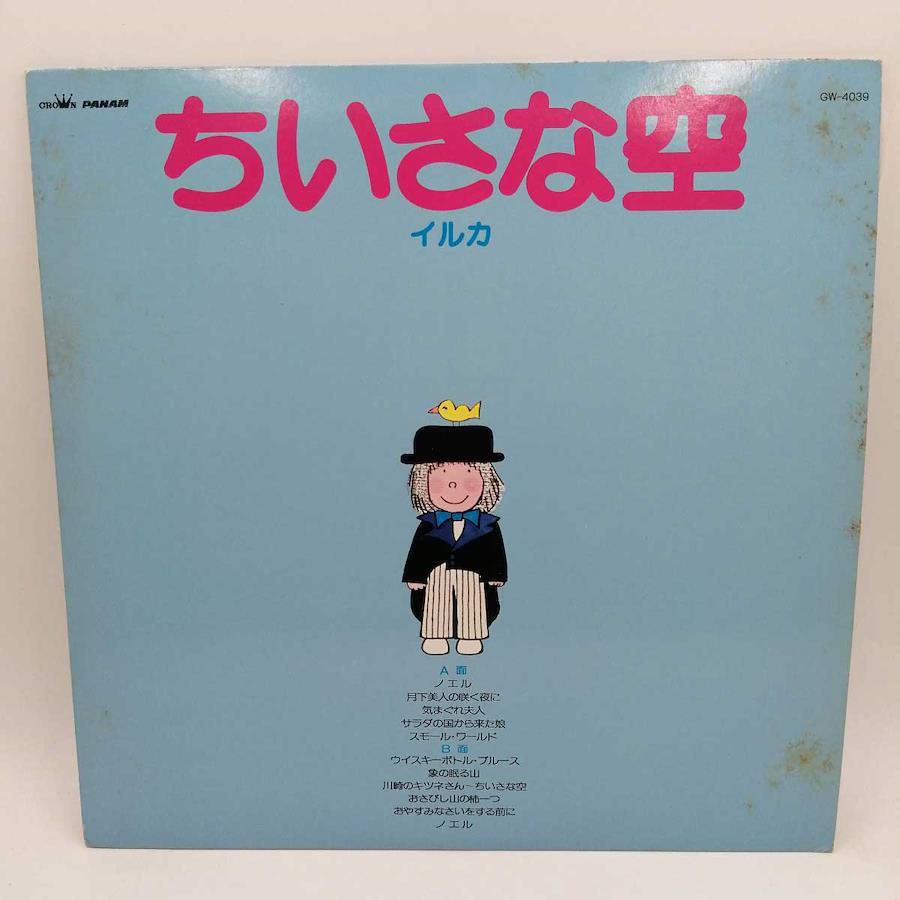 CROWN PANAM
GW-4039
ちいさな空
イルカ
A面
ノエル
月下美人の咲く夜に
気まぐれ夫人
サラダの国から来た娘
スモール・ワールド
B面
ウイスキーボトル・ブルース
象の眠る山
川崎のキツネさん〜ちいさな空
おさびし山の柿一つ
おやすみなさいをする前に
ノエル